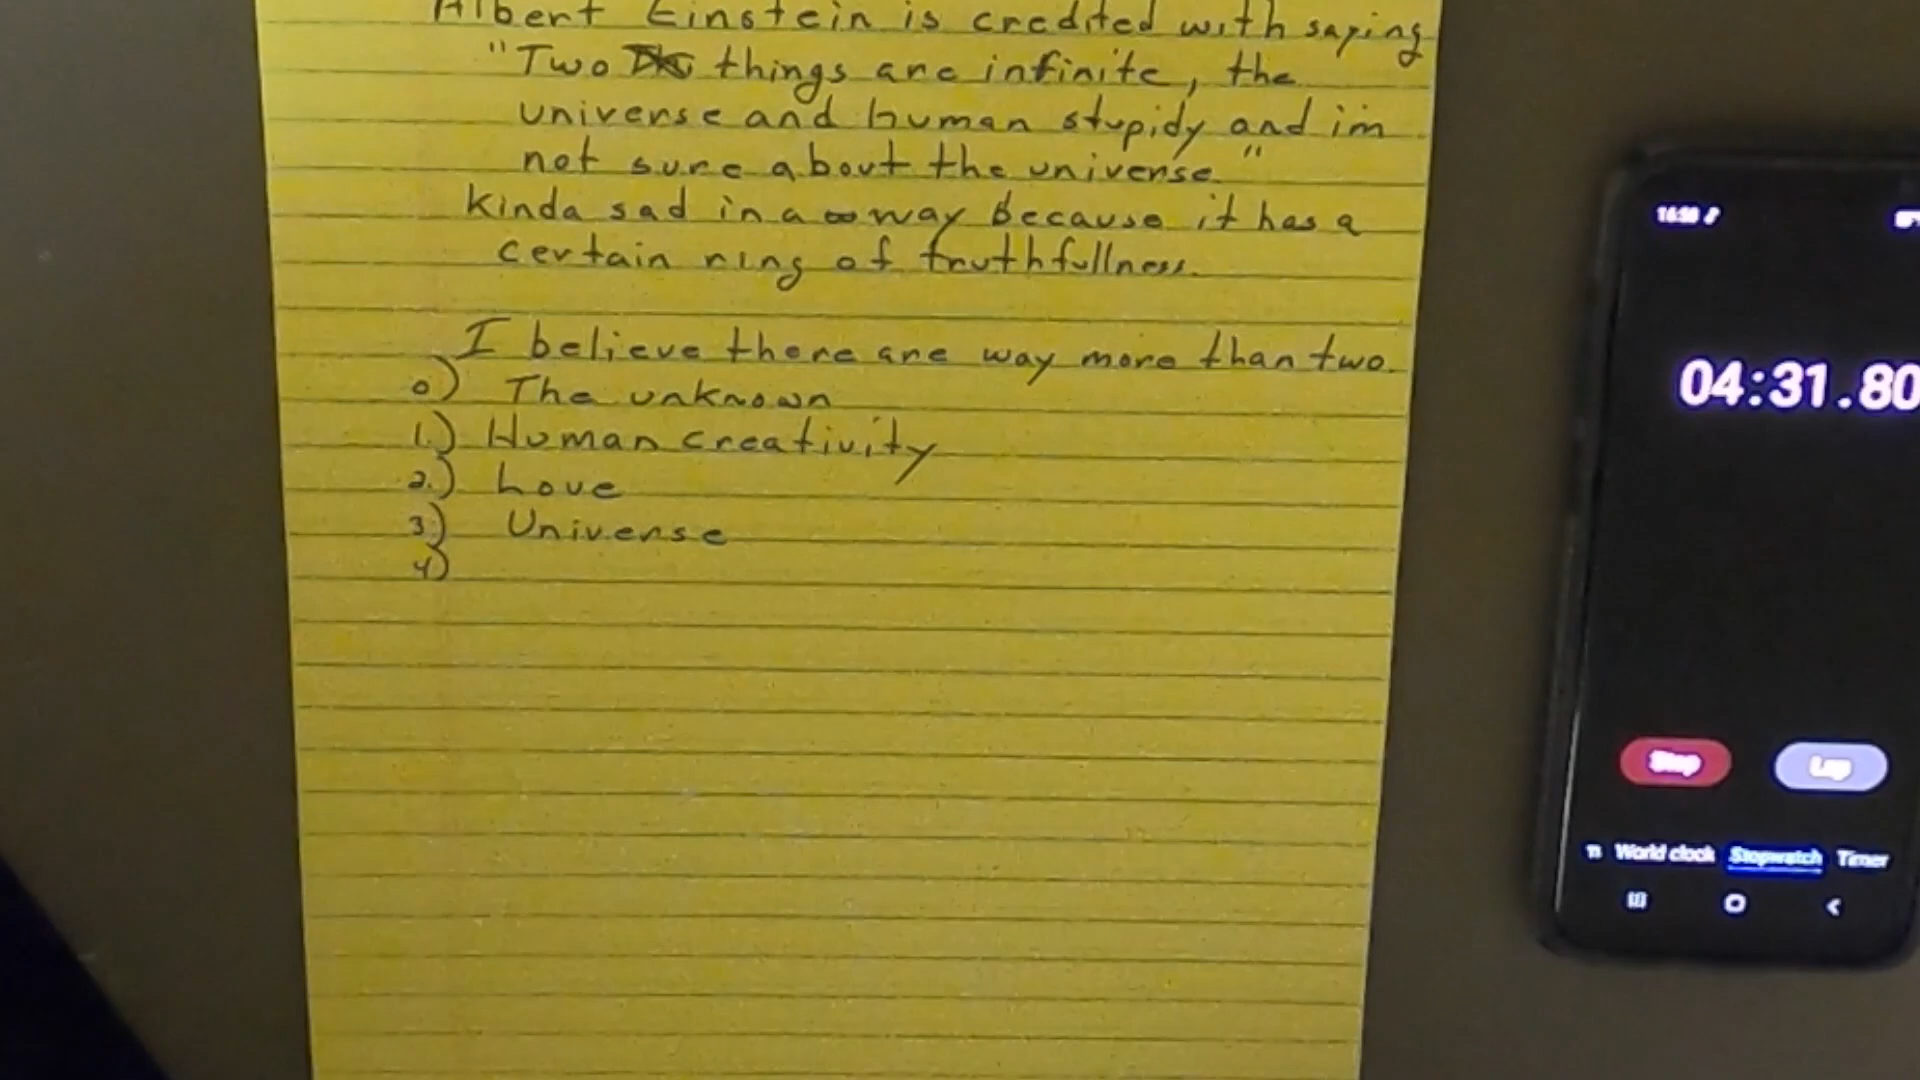 Albert Einstein is credited with saying
"Two things are infinite, the
universe and human stupidy and i'm
not sure about the universe."
Kinda sad in a way because it has a
certain ring of truthfullness.
I believe there are way more than two.
0) The unknown
1.) Human creativity
2.) Love
3.) Universe
4)
16:58
04:31.80
Stop Lap
World clock Stopwatch Timer